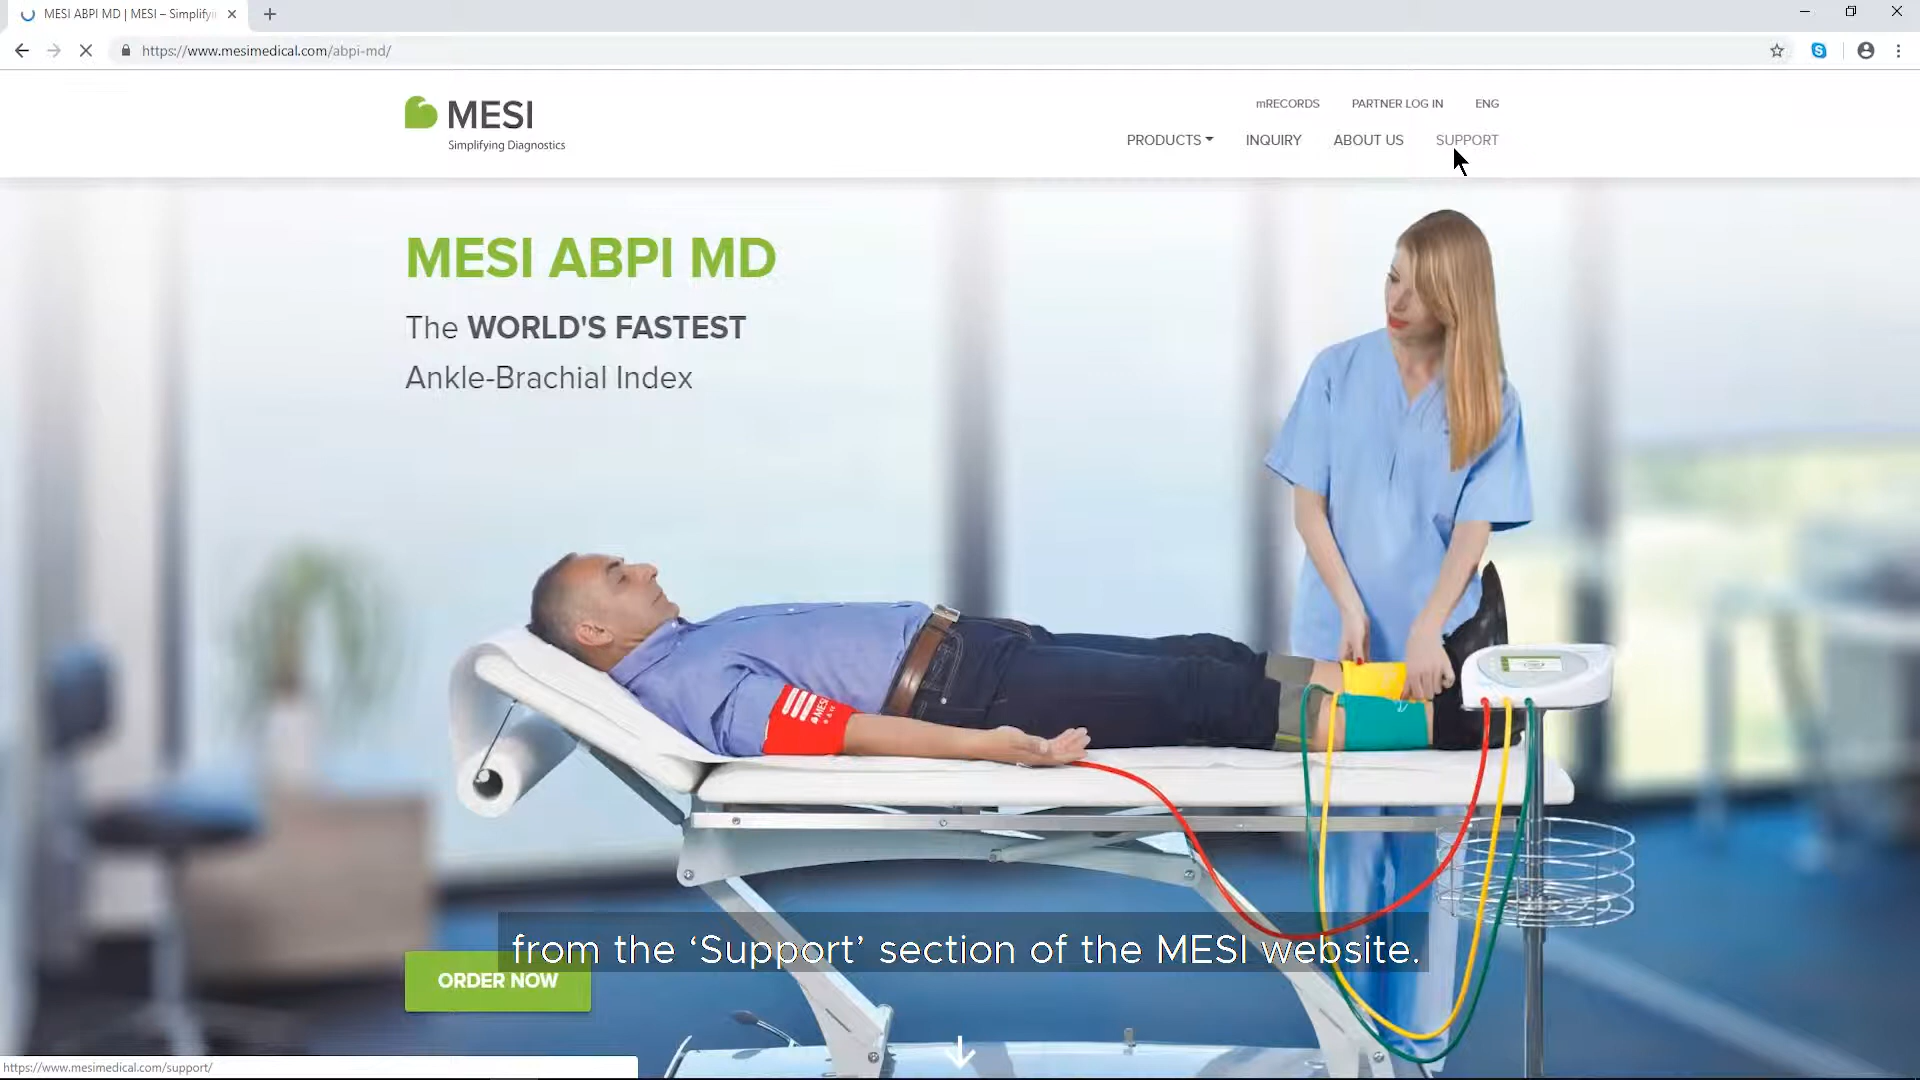 MESI ABPI MD | MESI – Simplifyi
https://www.mesimedical.com/abpi-md/
MESI
Simplifying Diagnostics
mRECORDS PARTNER LOG IN ENG
PRODUCTS INQUIRY ABOUT US SUPPORT
MESI ABPI MD
The WORLD'S FASTEST
Ankle-Brachial Index
MESI
from the ‘Support’ section of the MESI website.
ORDER NOW
https://www.mesimedical.com/support/